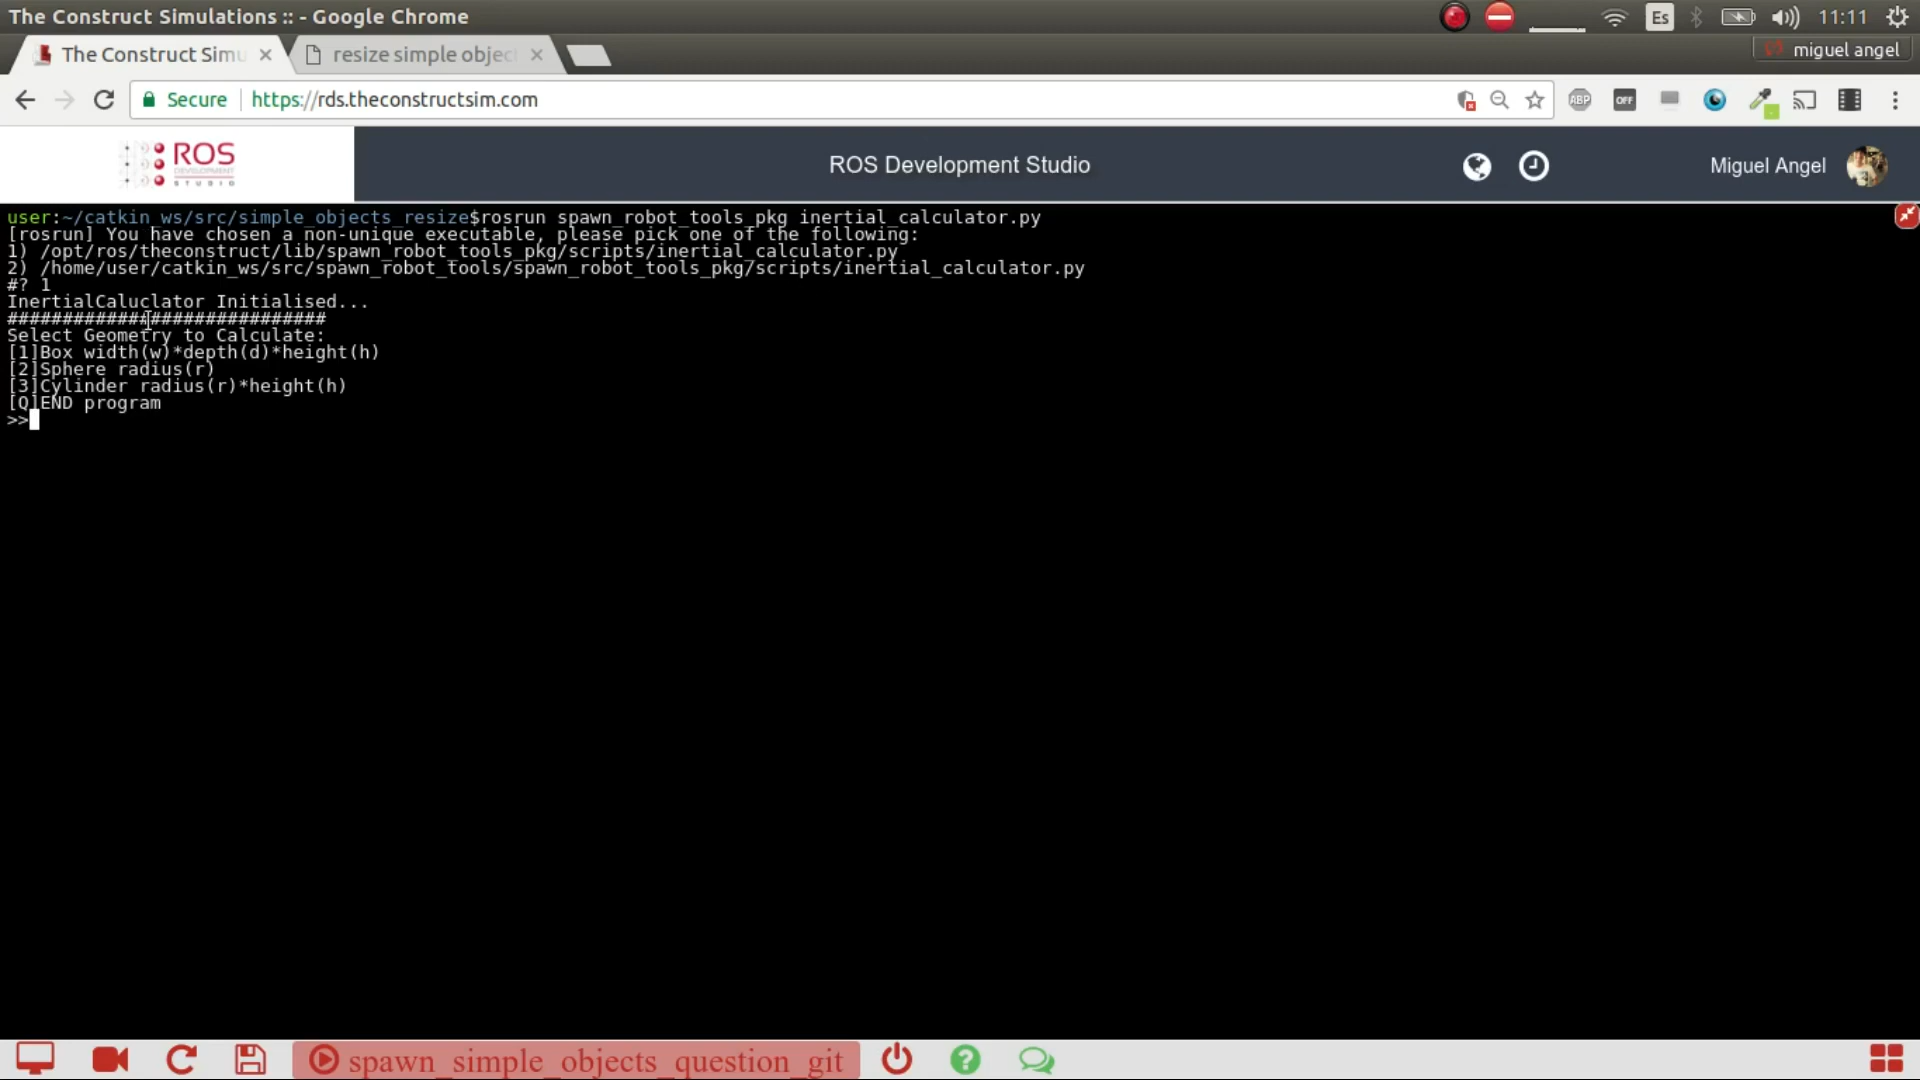 The Construct Simulations :: - Google Chrome
Es
11:11
The Construct Simu
resize simple objec
miguel angel
Secure
https://rds.theconstructsim.com
ABP
OFF
ROS
DEVELOPMENT
STUDIO
ROS Development Studio
Miguel Angel
user:~/catkin_ws/src/simple_objects_resize$rosrun spawn_robot_tools_pkg inertial_calculator.py
[rosrun] You have chosen a non-unique executable, please pick one of the following:
1) /opt/ros/theconstruct/lib/spawn_robot_tools_pkg/scripts/inertial_calculator.py
2) /home/user/catkin_ws/src/spawn_robot_tools/spawn_robot_tools_pkg/scripts/inertial_calculator.py
#? 1
InertialCaluclator Initialised...
#############################
Select Geometry to Calculate:
[1]Box width(w)*depth(d)*height(h)
[2]Sphere radius(r)
[3]Cylinder radius(r)*height(h)
[Q]END program
>>
spawn_simple_objects_question_git